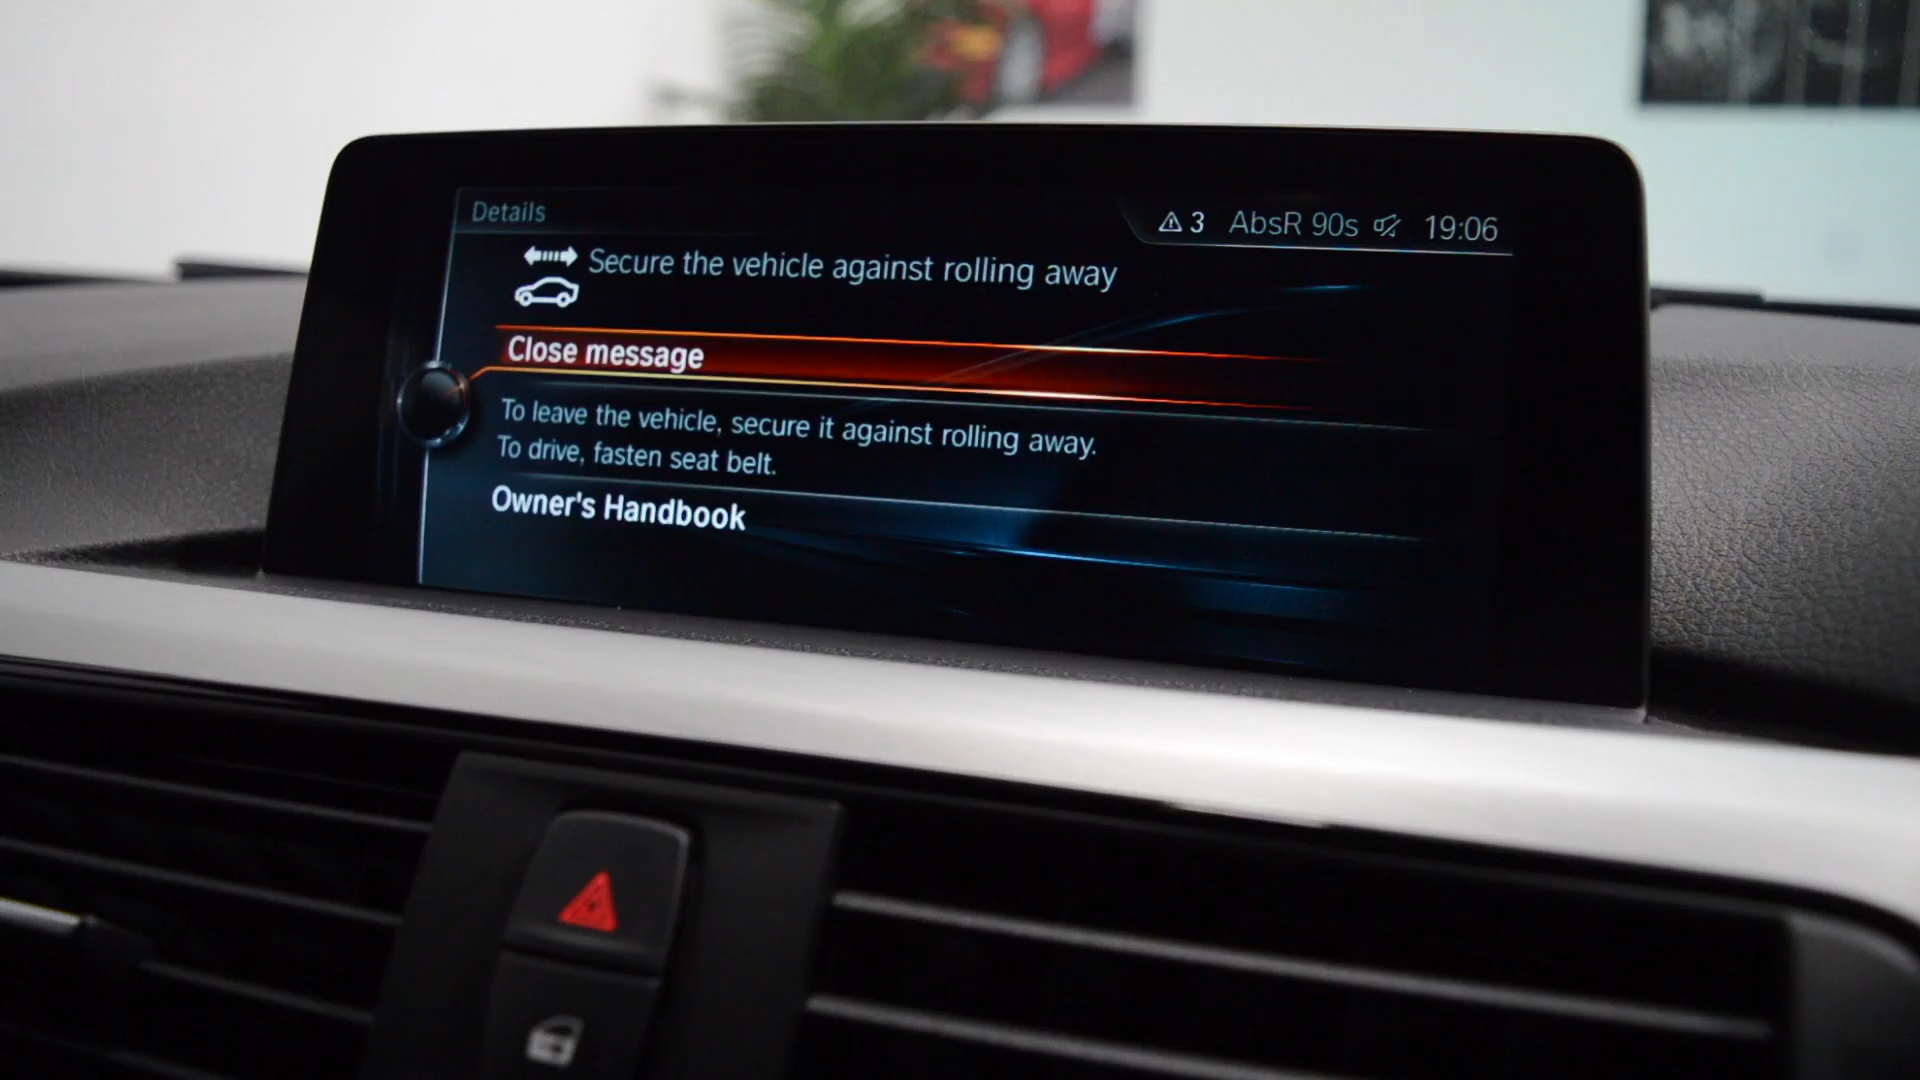 Details
3 AbsR 90s 19:06
Secure the vehicle against rolling away
Close message
To leave the vehicle, secure it against rolling away.
To drive, fasten seat belt.
Owner's Handbook